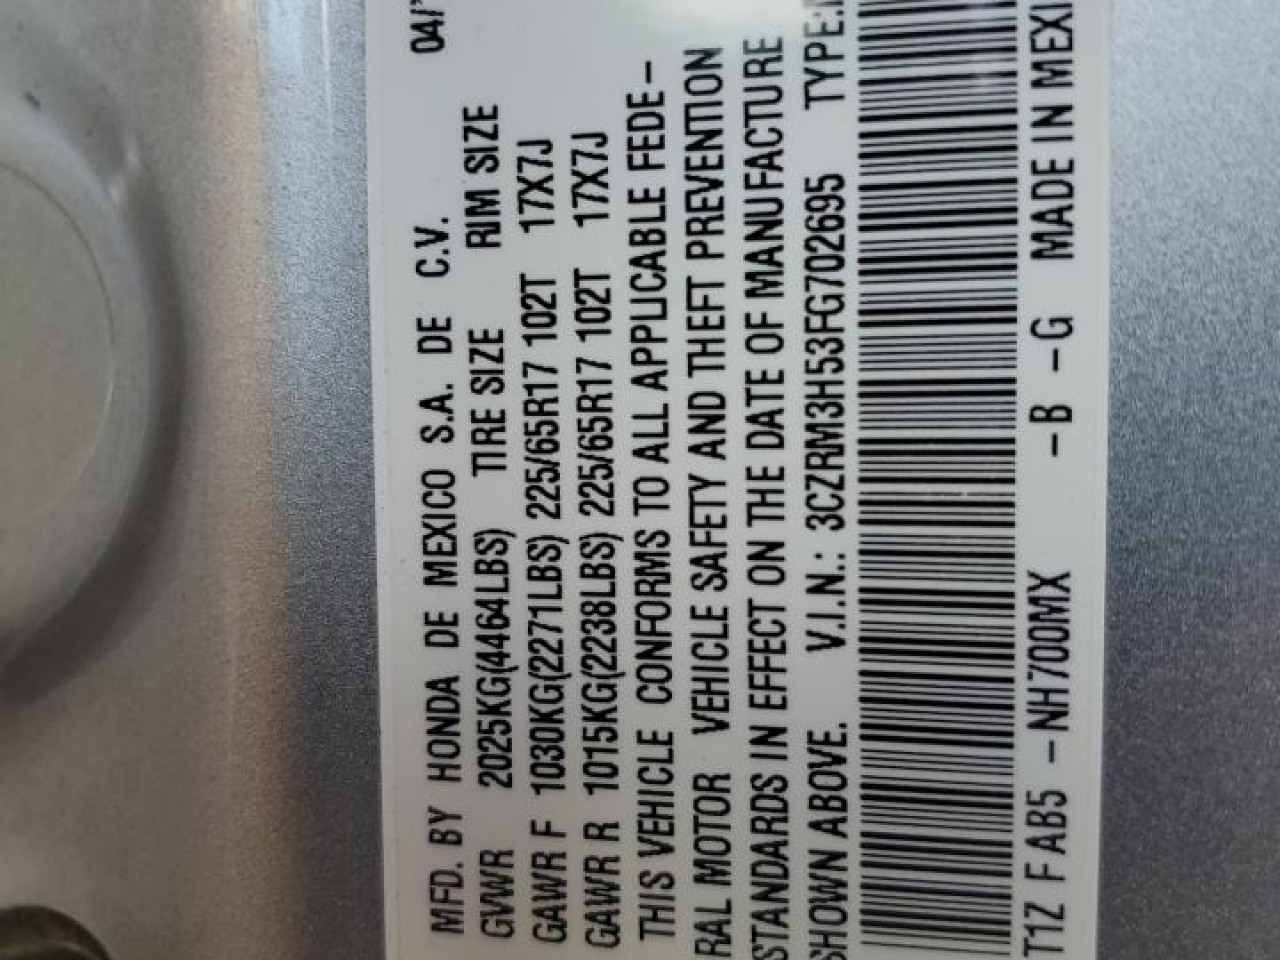 04/
MFD. BY HONDA DE MEXICO S.A. DE C.V.
GVWR 2025KG(4464LBS) TIRE SIZE RIM SIZE
GAWR F 1030KG(2271LBS) 225/65R17 102T 17X7J
GAWR R 1015KG(2238LBS) 225/65R17 102T 17X7J
THIS VEHICLE CONFORMS TO ALL APPLICABLE FEDE-
RAL MOTOR VEHICLE SAFETY AND THEFT PREVENTION
STANDARDS IN EFFECT ON THE DATE OF MANUFACTURE
SHOWN ABOVE. V.I.N.: 3CZRM3H53FG702695 TYPE:
T1Z F AB5 -NH700MX -B -G MADE IN MEXI